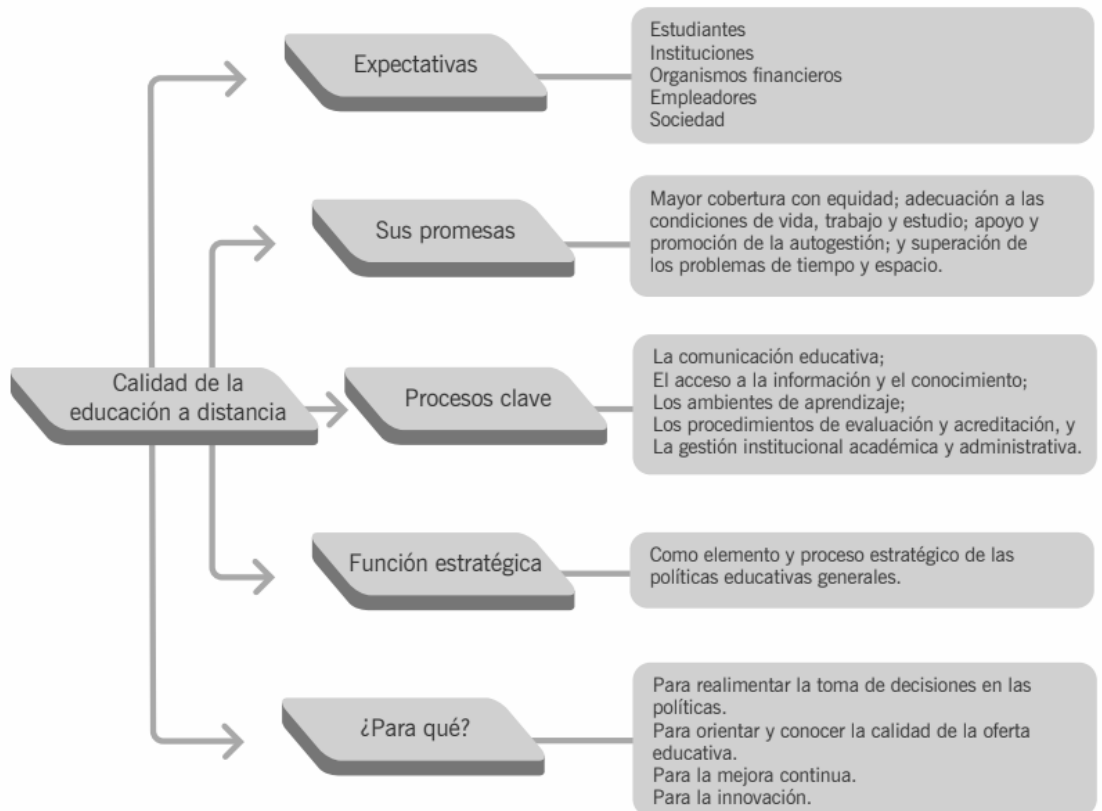 Expectativas
Estudiantes
Instituciones
Organismos financieros
Empleadores
Sociedad
Sus promesas
Mayor cobertura con equidad; adecuación a las
condiciones de vida, trabajo y estudio; apoyo y
promoción de la autogestión; y superación de
los problemas de tiempo y espacio.
Calidad de la
educación a distancia
Procesos clave
La comunicación educativa;
El acceso a la información y el conocimiento;
Los ambientes de aprendizaje;
Los procedimientos de evaluación y acreditación, y
La gestión institucional académica y administrativa.
Función estratégica
Como elemento y proceso estratégico de las
políticas educativas generales.
¿Para qué?
Para realimentar la toma de decisiones en las
políticas.
Para orientar y conocer la calidad de la oferta
educativa.
Para la mejora continua.
Para la innovación.